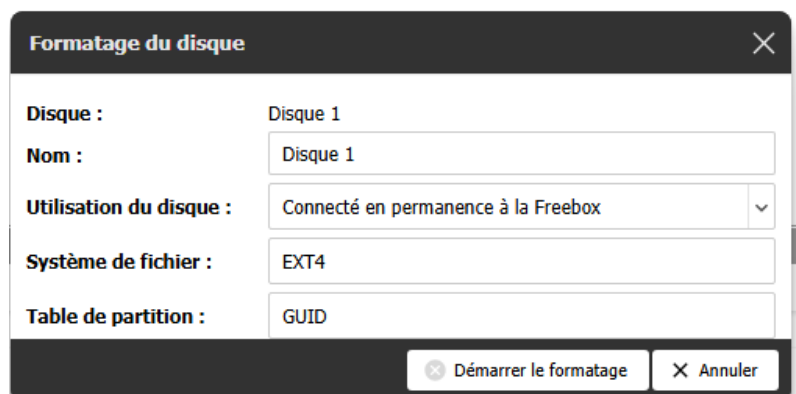 Formatage du disque
Disque : Disque 1
Nom : Disque 1
Utilisation du disque : Connecté en permanence à la Freebox
Système de fichier : EXT4
Table de partition : GUID
Démarrer le formatage Annuler